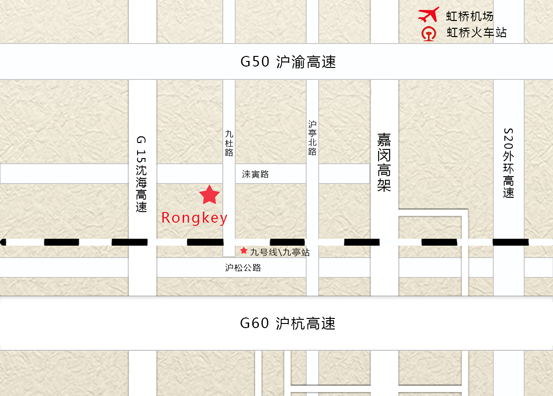 虹桥机场
虹桥火车站
G50 沪渝高速
G 15沈海高速
九杜路
沪亭北路
嘉闵高架
S20外环高速
涞寅路
Rongkey
九号线\九亭站
沪松公路
G60 沪杭高速